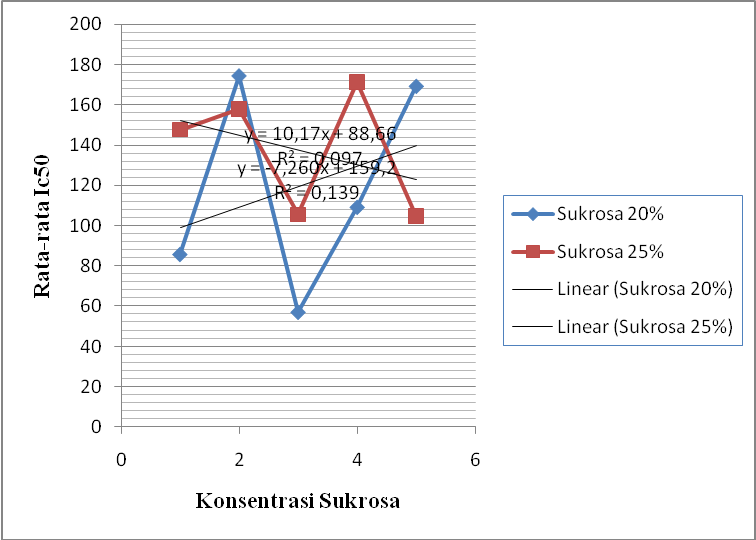 200
180
160
140
120
100
80
60
40
20
0
0 2 4 6
Rata-rata Ic50
Konsentrasi Sukrosa
y = 10,17x + 88,66
R² = 0,097
y = -7,260x + 159,2
R² = 0,139
Sukrosa 20%
Sukrosa 25%
Linear (Sukrosa 20%)
Linear (Sukrosa 25%)